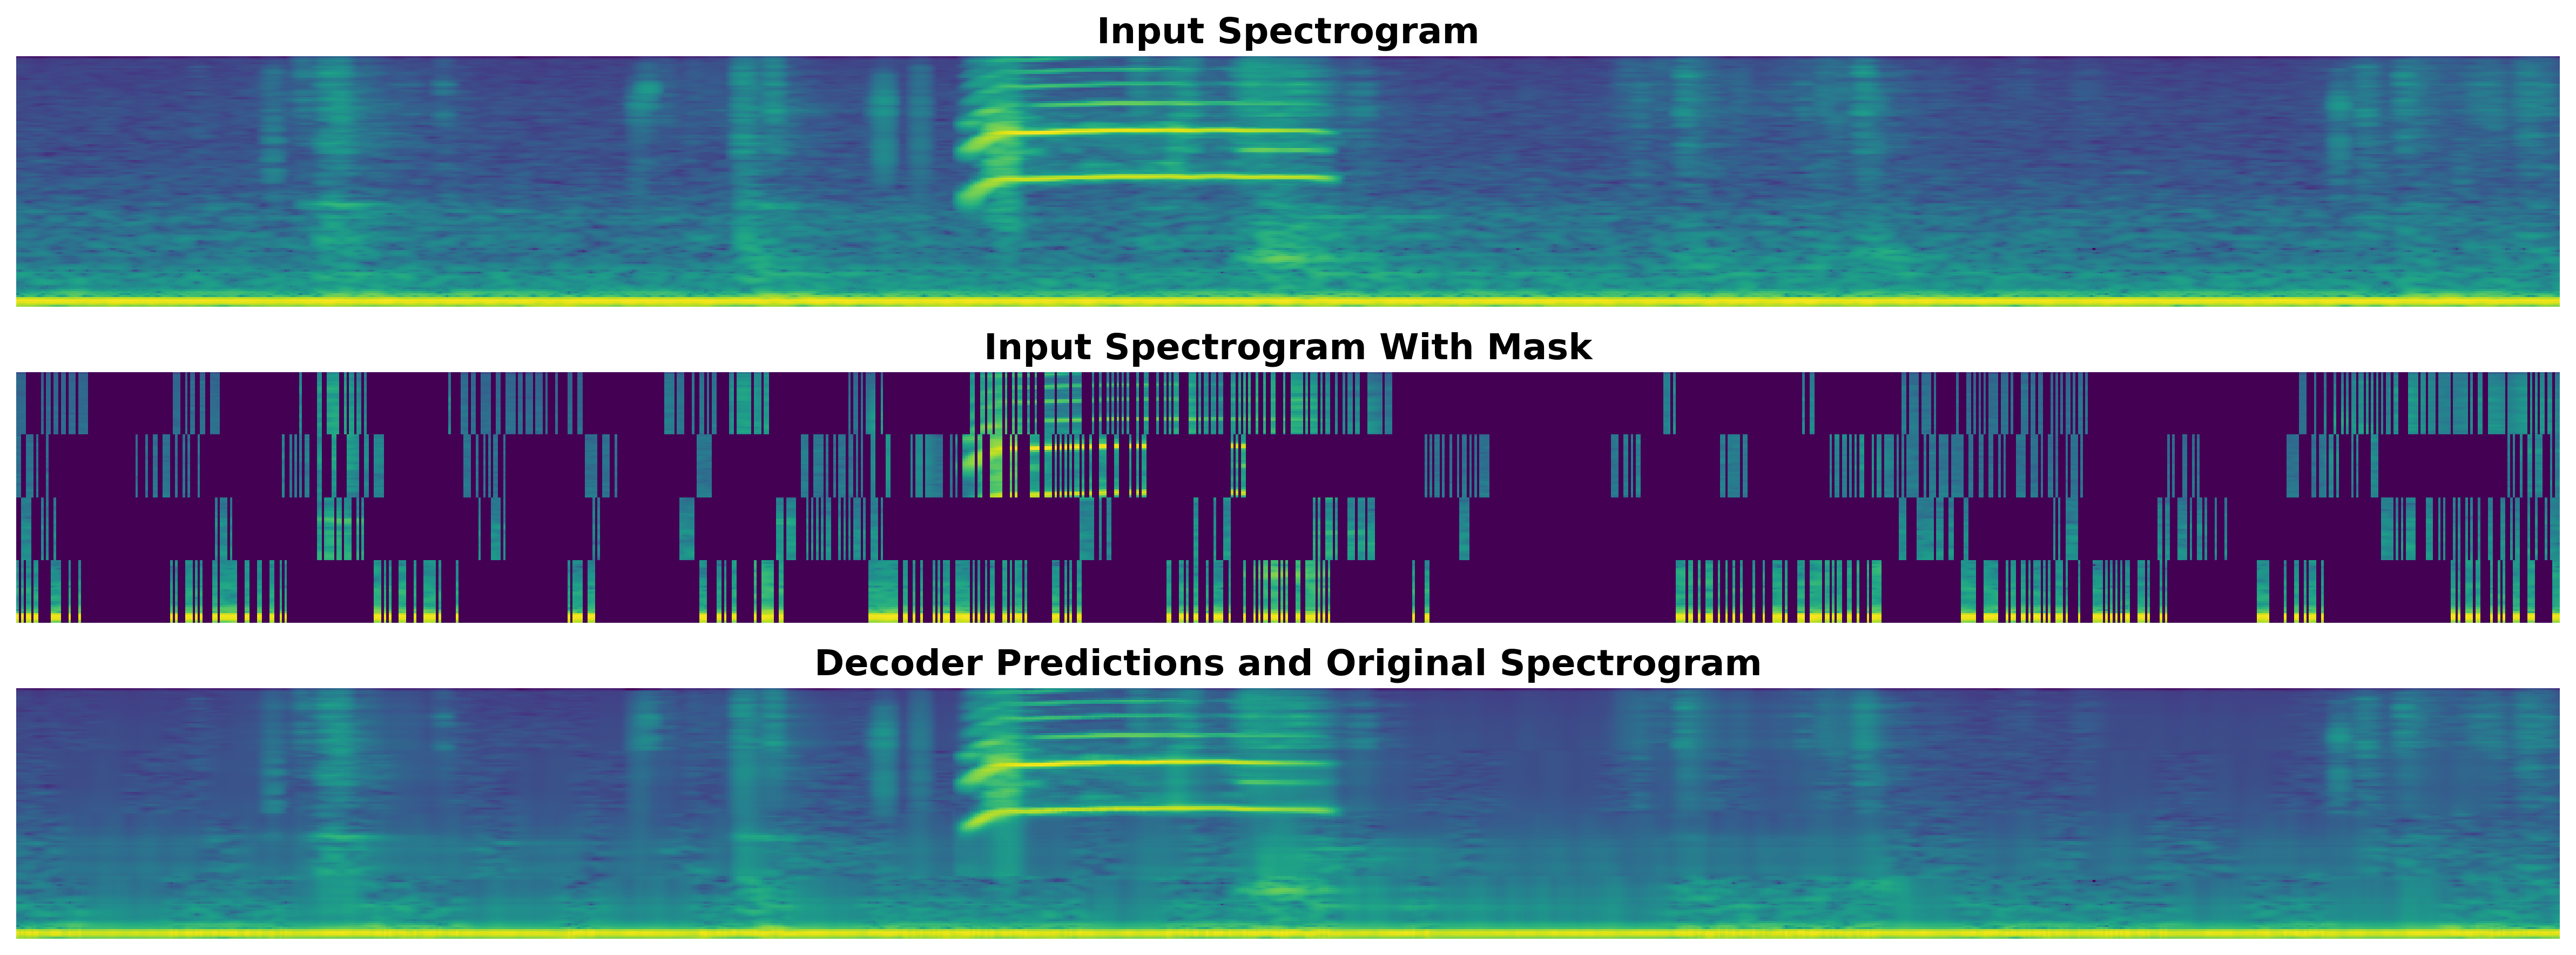 Input Spectrogram
Input Spectrogram With Mask
Decoder Predictions and Original Spectrogram